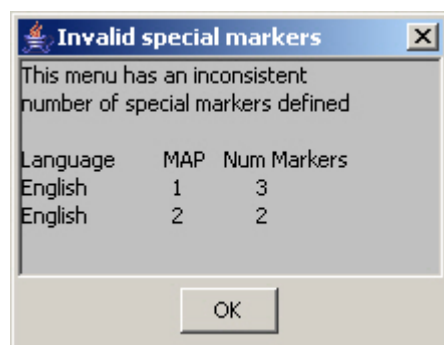 Invalid special markers
This menu has an inconsistent
number of special markers defined
Language MAP Num Markers
English 1 3
English 2 2
OK